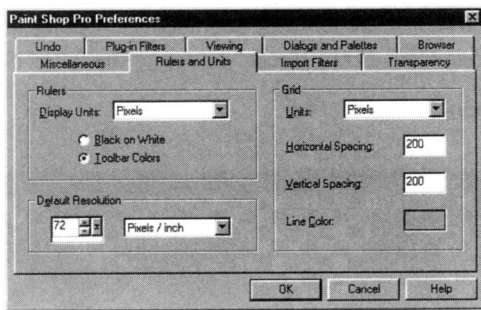 Paint Shop Pro Preferences
Undo Plug-in Filters Viewing Dialogs and Palettes Browser
Miscellaneous Rulers and Units Import Filters Transparency
Rulers
Display Units: Pixels
Black on White
Toolbar Colors
Default Resolution
72 Pixels / inch
Grid
Units: Pixels
Horizontal Spacing: 200
Vertical Spacing: 200
Line Color:
OK Cancel Help